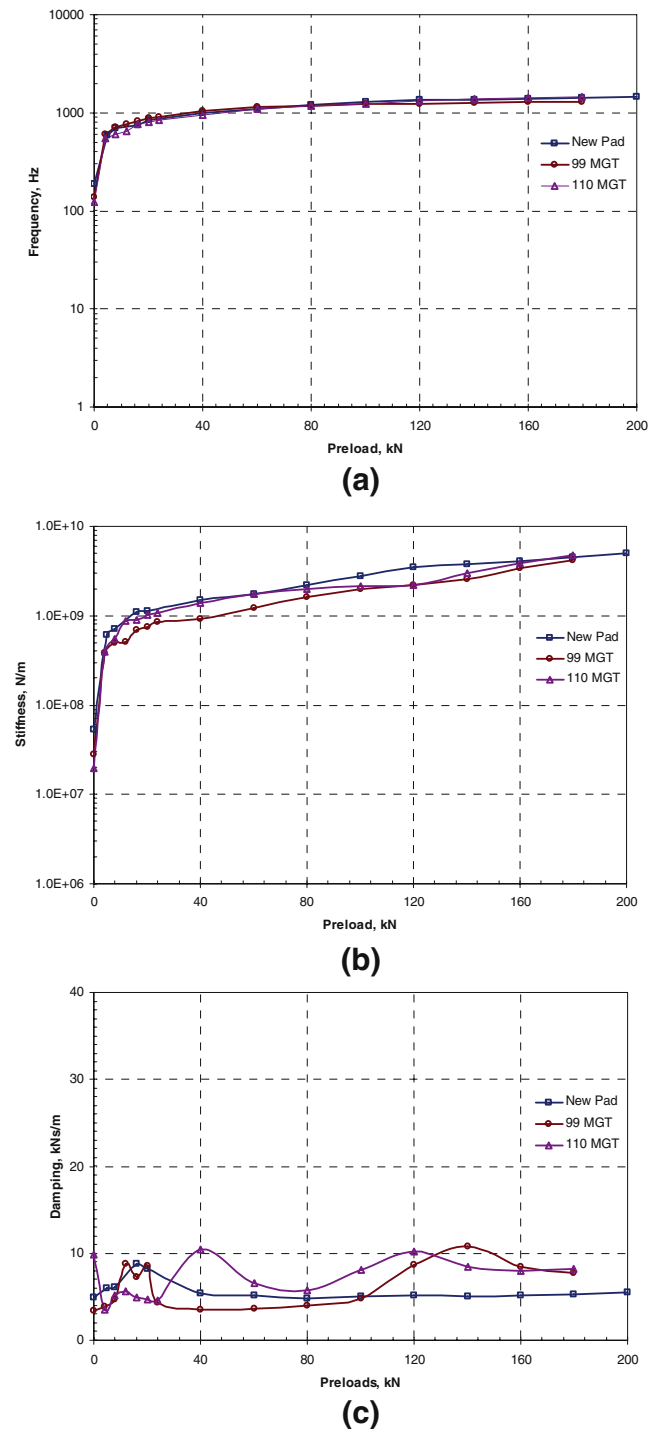 10000
1000
100
10
1
Frequency, Hz
New Pad
99 MGT
110 MGT
0 40 80 120 160 200
Preload, kN
(a)
1.0E+10
1.0E+09
1.0E+08
1.0E+07
1.0E+06
Stiffness, N/m
New Pad
99 MGT
110 MGT
0 40 80 120 160 200
Preload, kN
(b)
40
30
20
10
0
Damping, kNs/m
New Pad
99 MGT
110 MGT
0 40 80 120 160 200
Preloads, kN
(c)